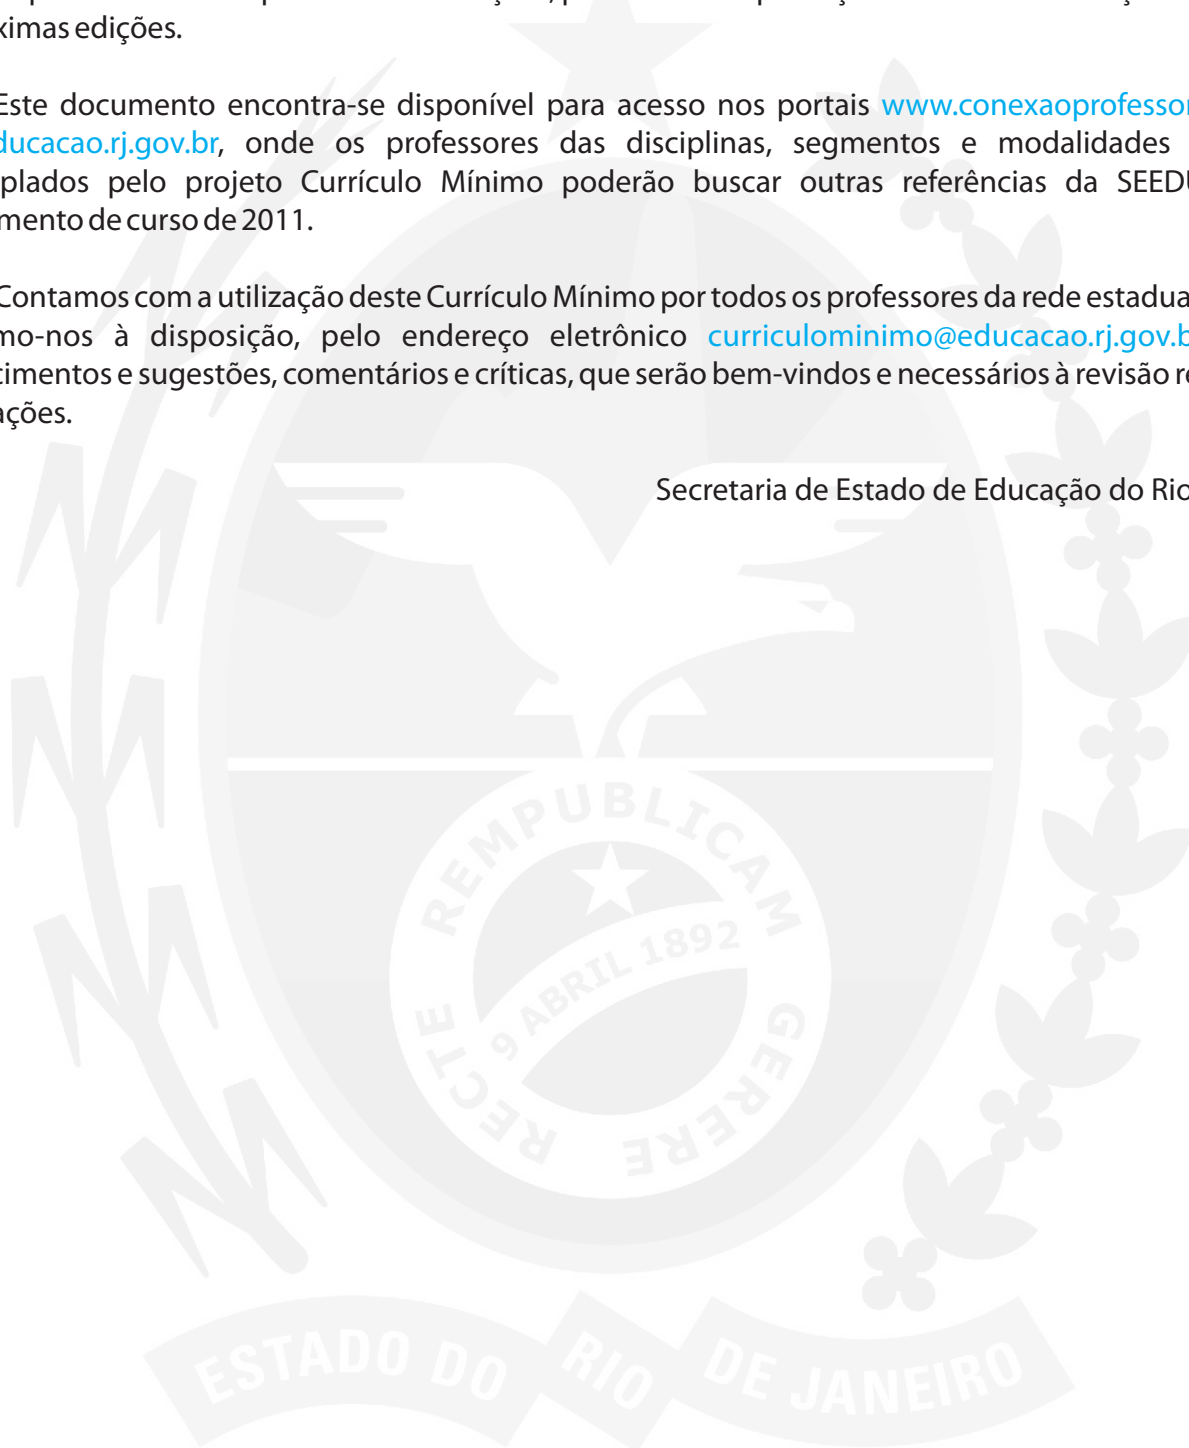 ximas edições.
Este documento encontra-se disponível para acesso nos portais www.conexaoprofessor
ducacao.rj.gov.br, onde os professores das disciplinas, segmentos e modalidades
plados pelo projeto Currículo Mínimo poderão buscar outras referências da SEEDU
mento de curso de 2011.
Contamos com a utilização deste Currículo Mínimo por todos os professores da rede estadua
mo-nos à disposição, pelo endereço eletrônico curriculominimo@educacao.rj.gov.b
cimentos e sugestões, comentários e críticas, que serão bem-vindos e necessários à revisão re
ações.
Secretaria de Estado de Educação do Rio
RECTE REMPUBLICAM GERERE
9 ABRIL 1892
ESTADO DO RIO DE JANEIRO